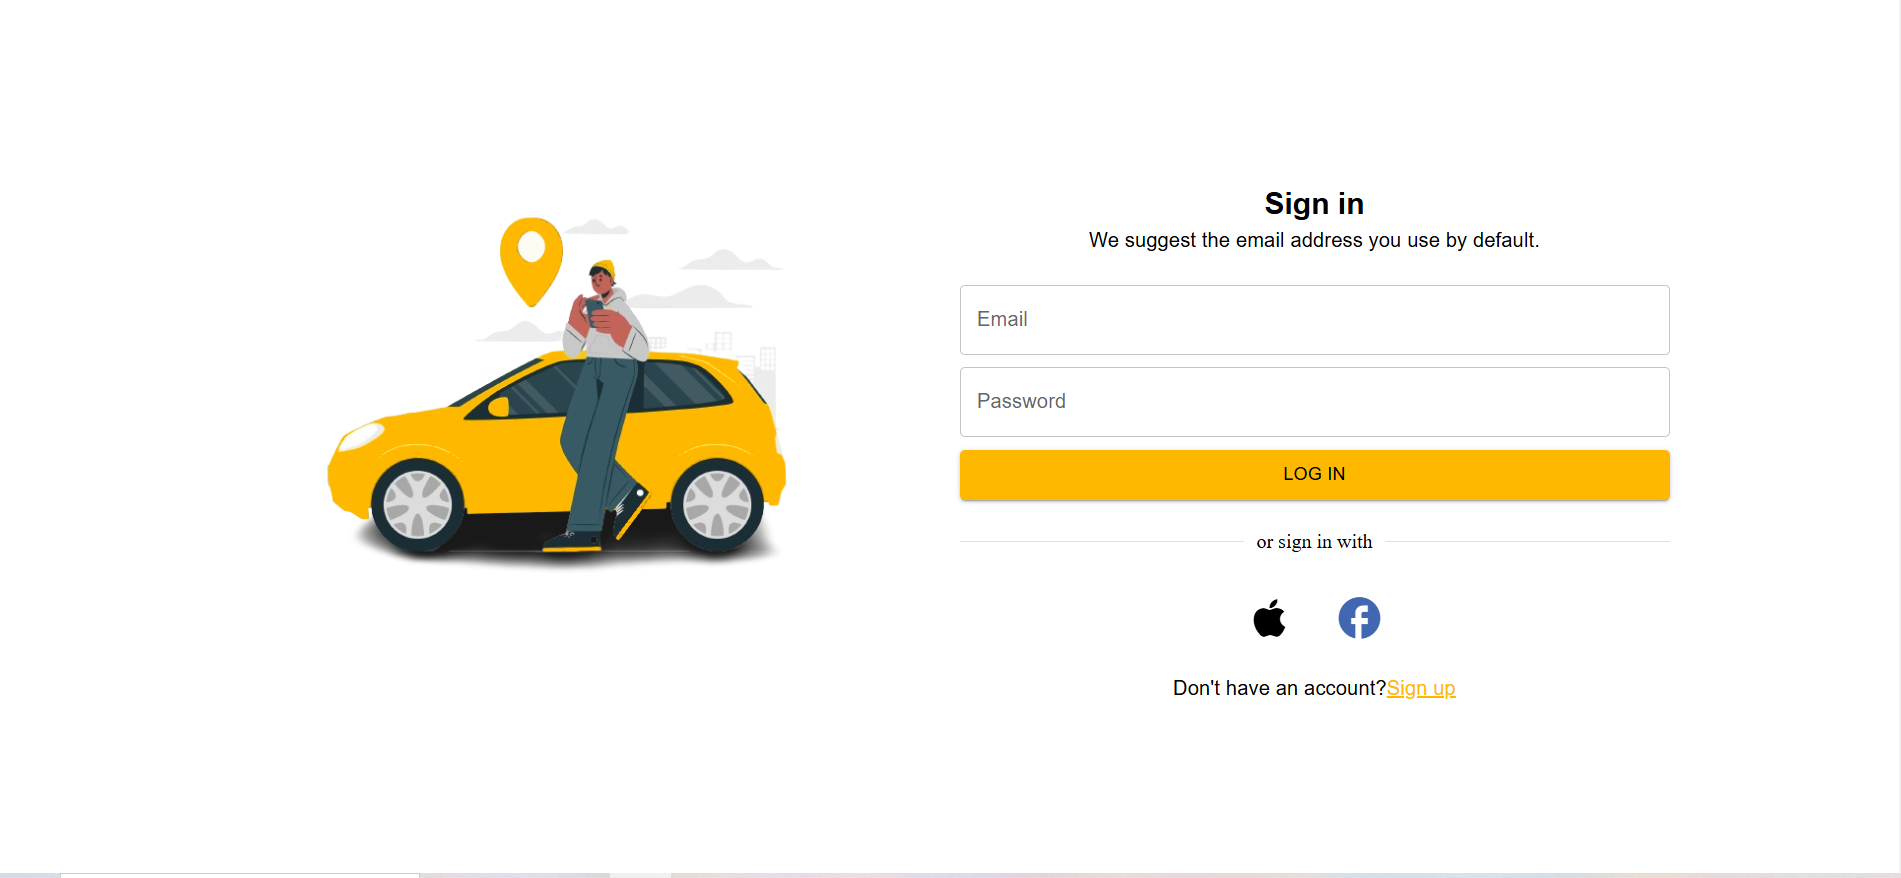 Sign in
We suggest the email address you use by default.
Email
Password
LOG IN
or sign in with
Don't have an account?Sign up